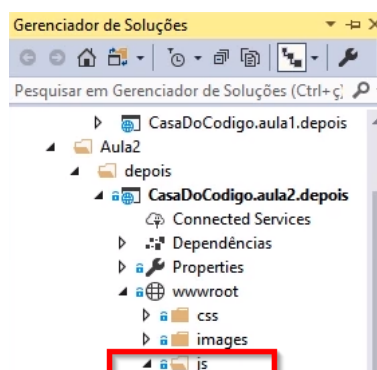 Gerenciador de Soluções
Pesquisar em Gerenciador de Soluções (Ctrl+ç)
CasaDoCodigo.aula1.depois
Aula2
depois
CasaDoCodigo.aula2.depois
Connected Services
Dependências
Properties
wwwroot
css
images
js